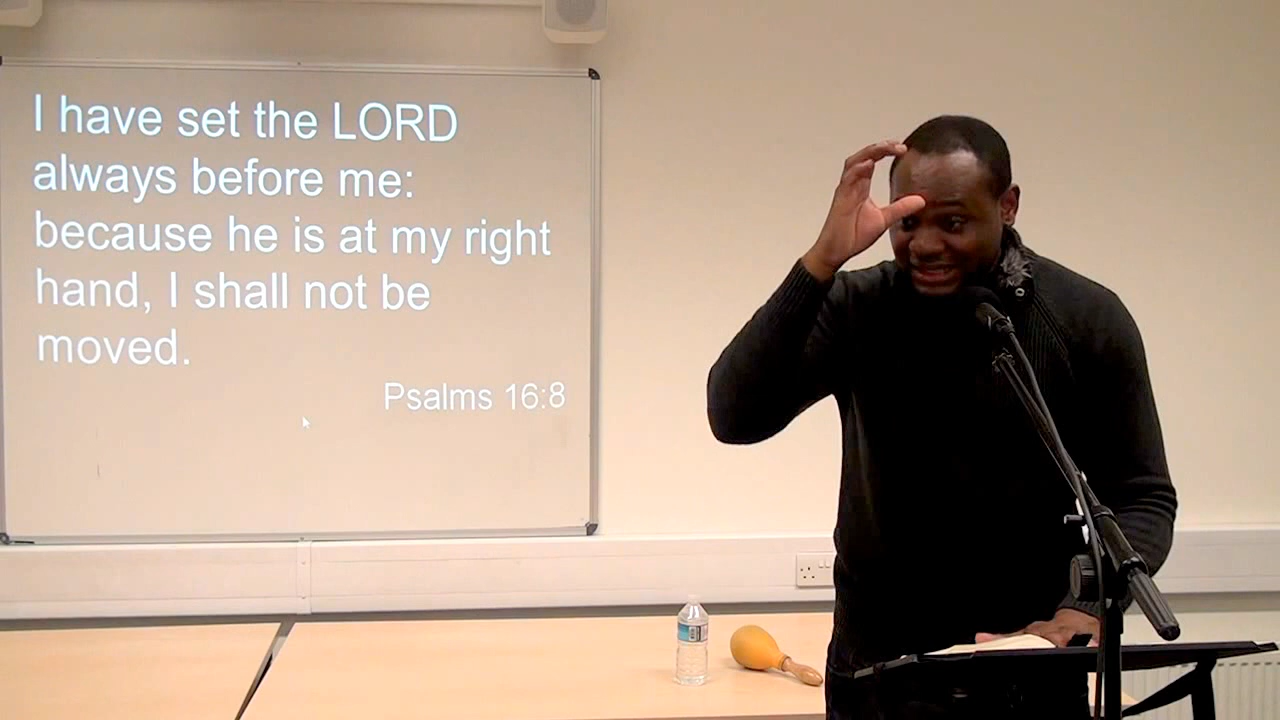 I have set the LORD
always before me:
because he is at my right
hand, I shall not be
moved.
Psalms 16:8